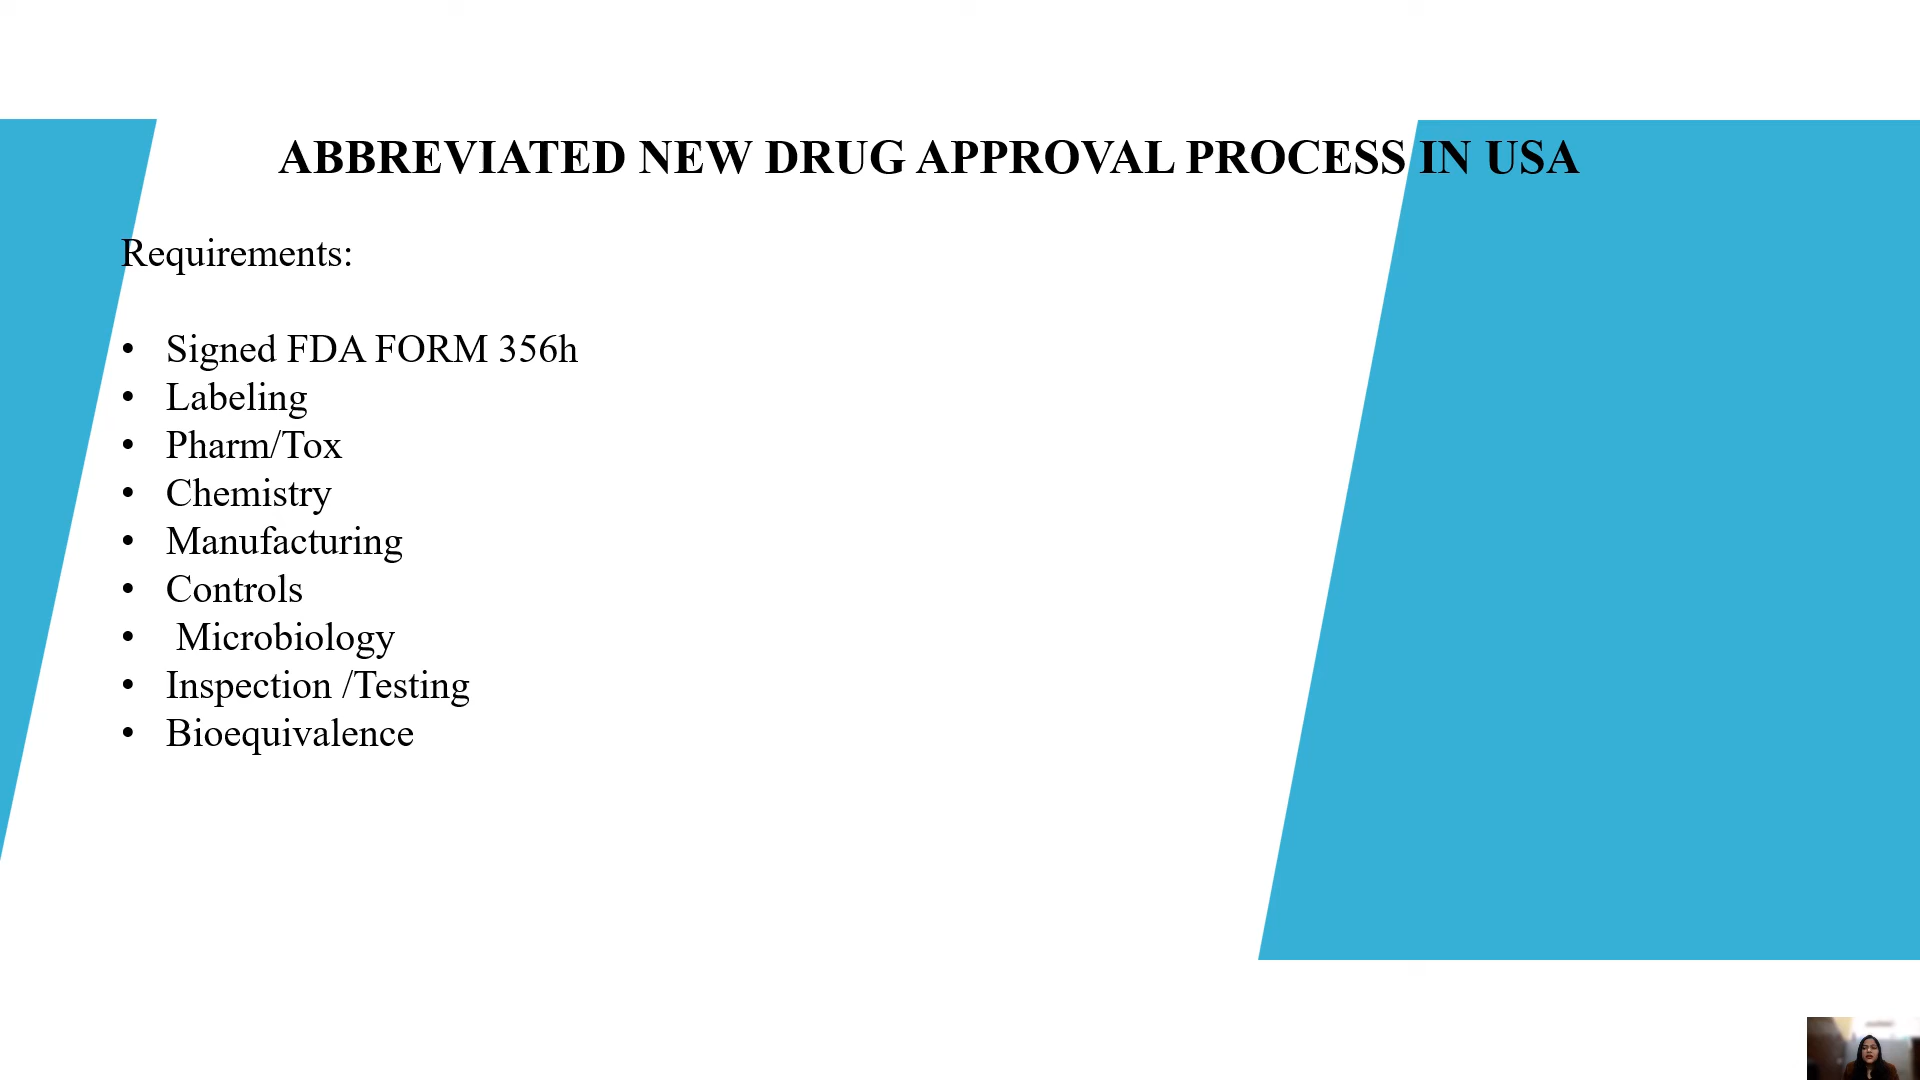 ABBREVIATED NEW DRUG APPROVAL PROCESS IN USA
Requirements:
• Signed FDA FORM 356h
• Labeling
• Pharm/Tox
• Chemistry
• Manufacturing
• Controls
• Microbiology
• Inspection /Testing
• Bioequivalence